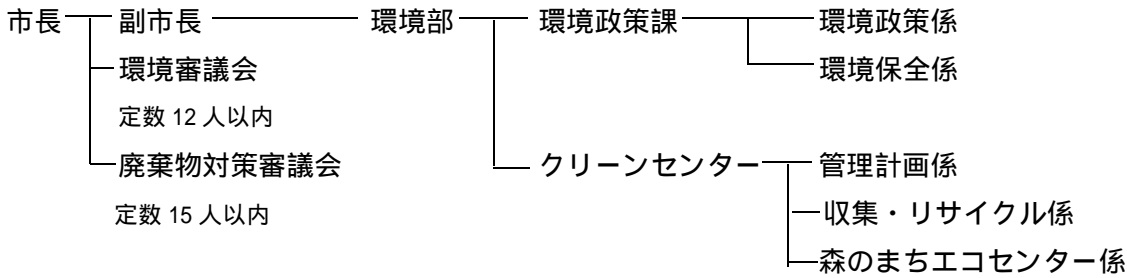 市長 副市長 環境部 環境政策課 環境政策係
環境審議会 環境保全係
定数 12 人以内
廃棄物対策審議会 クリーンセンター 管理計画係
定数 15 人以内 収集・リサイクル係
森のまちエコセンター係